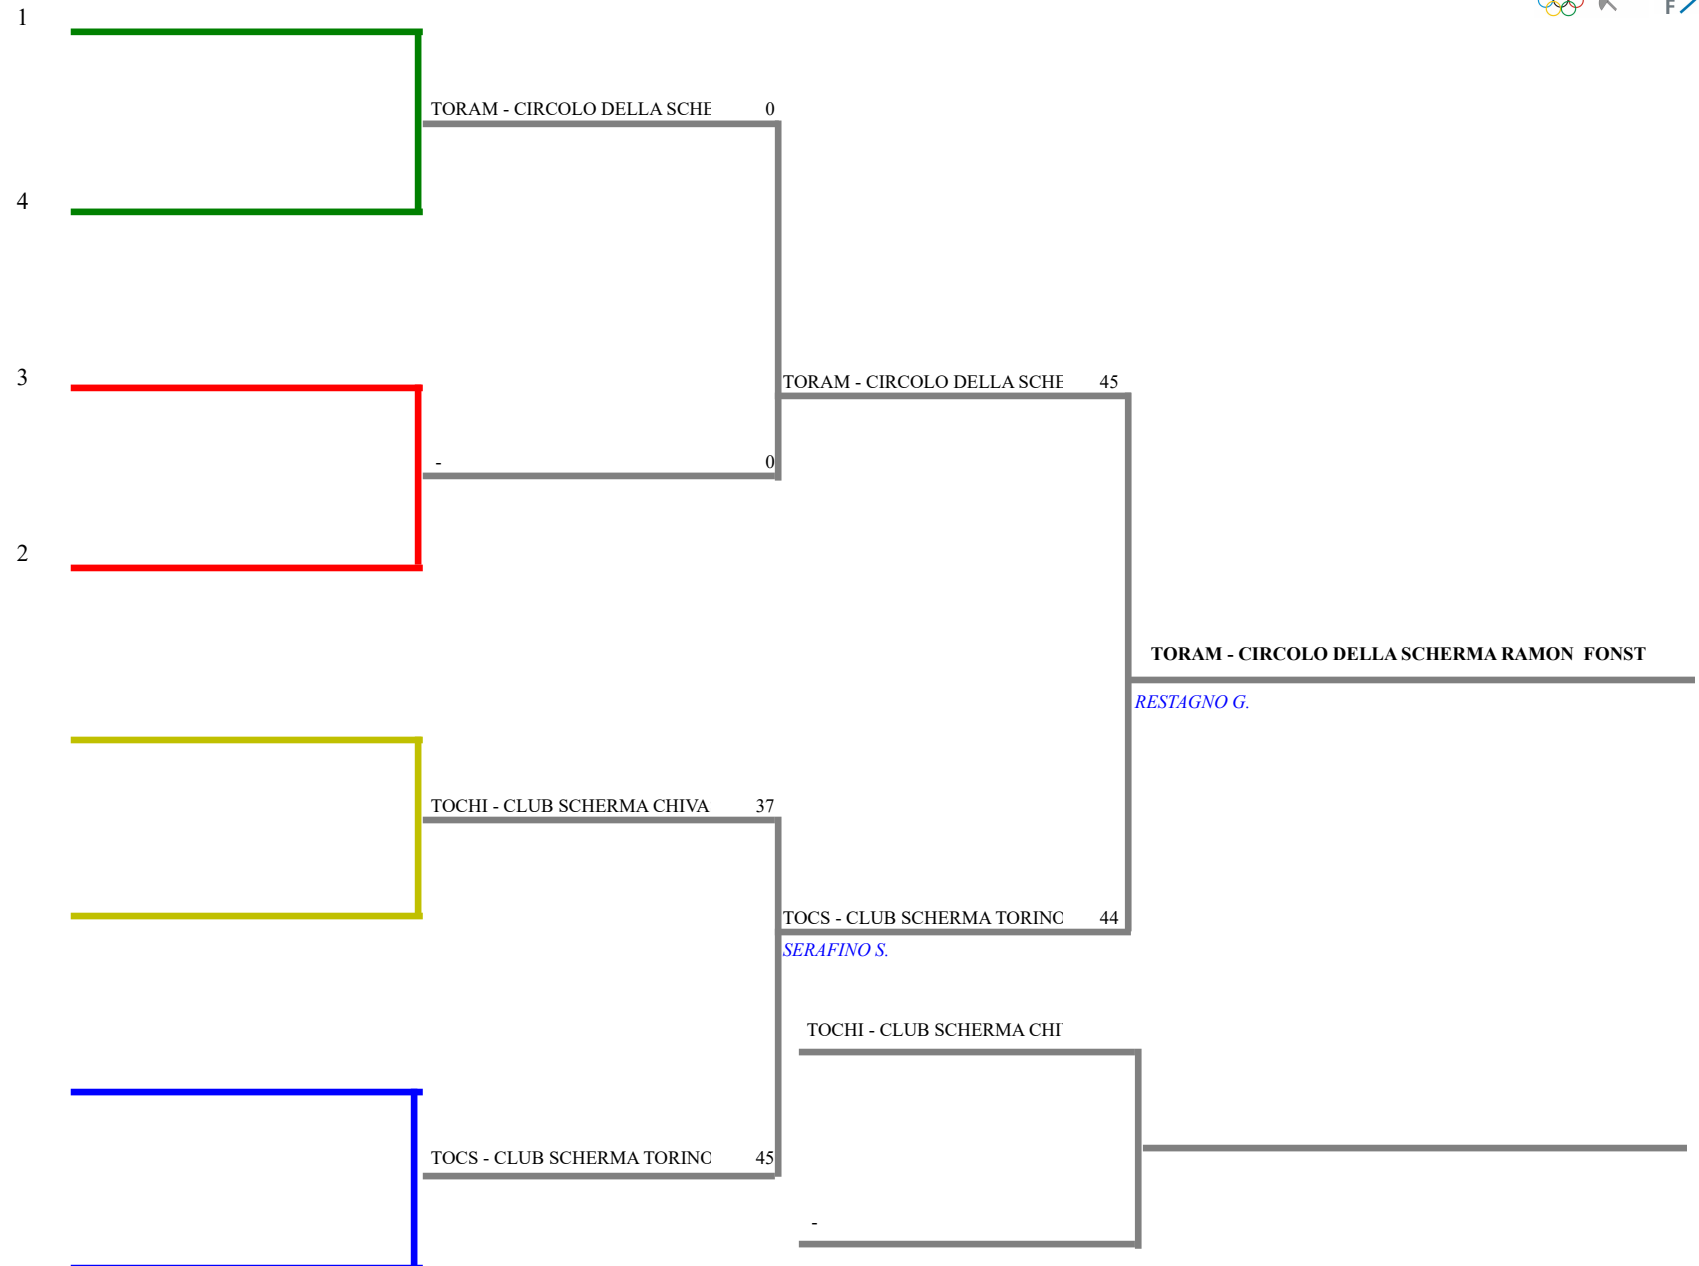 1
F
TORAM - CIRCOLO DELLA SCHE 0
4
3
TORAM - CIRCOLO DELLA SCHE 45
- 0
2
TORAM - CIRCOLO DELLA SCHERMA RAMON FONST
RESTAGNO G.
TOCHI - CLUB SCHERMA CHIVA 37
TOCS - CLUB SCHERMA TORINO 44
SERAFINO S.
TOCHI - CLUB SCHERMA CHI
TOCS - CLUB SCHERMA TORINO 45
-